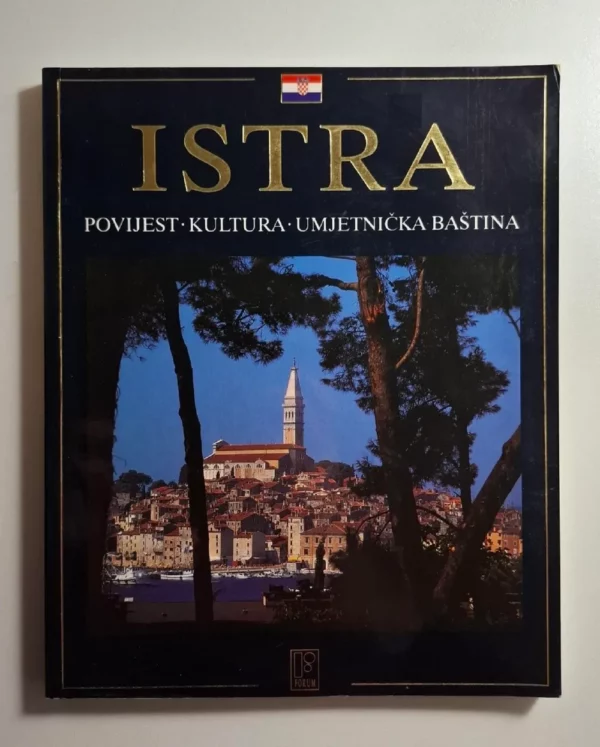 ISTRA
POVIJEST · KULTURA · UMJETNIČKA BAŠTINA
FORUM